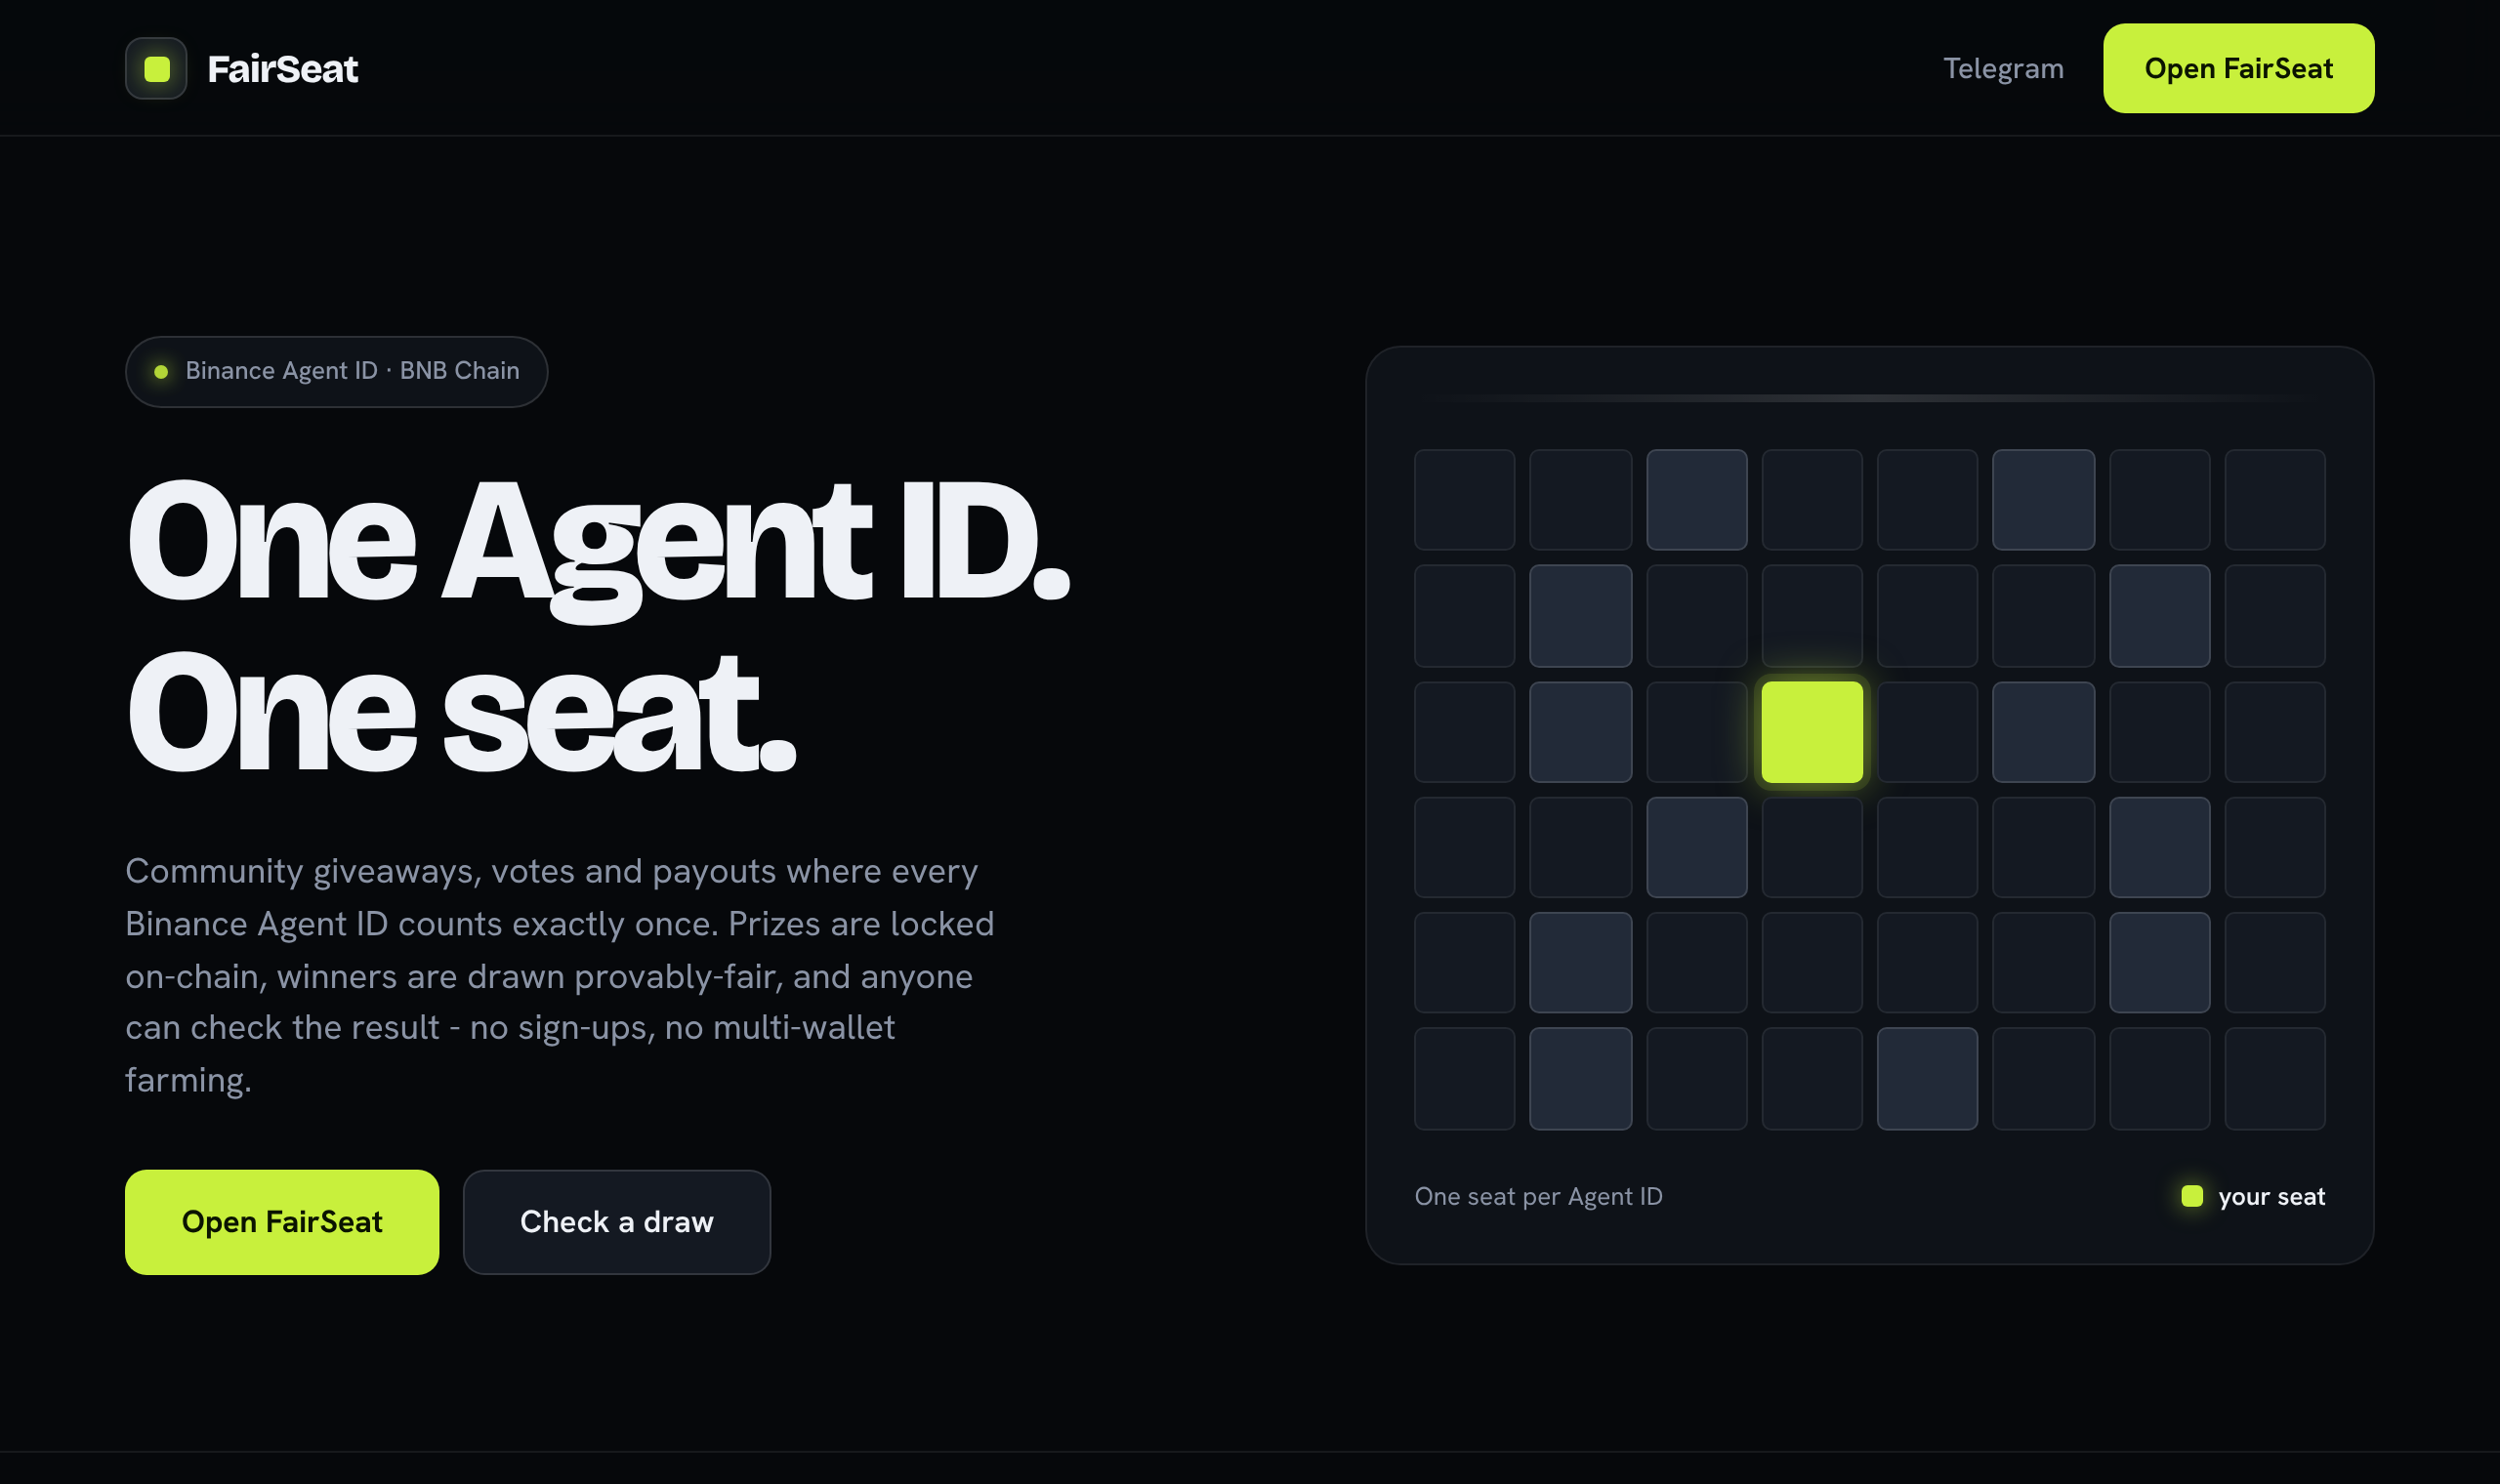 FairSeat
Telegram
Open FairSeat
Binance Agent ID · BNB Chain
One Agent ID.
One seat.
Community giveaways, votes and payouts where every
Binance Agent ID counts exactly once. Prizes are locked
on-chain, winners are drawn provably-fair, and anyone
can check the result - no sign-ups, no multi-wallet
farming.
Open FairSeat
Check a draw
One seat per Agent ID
your seat